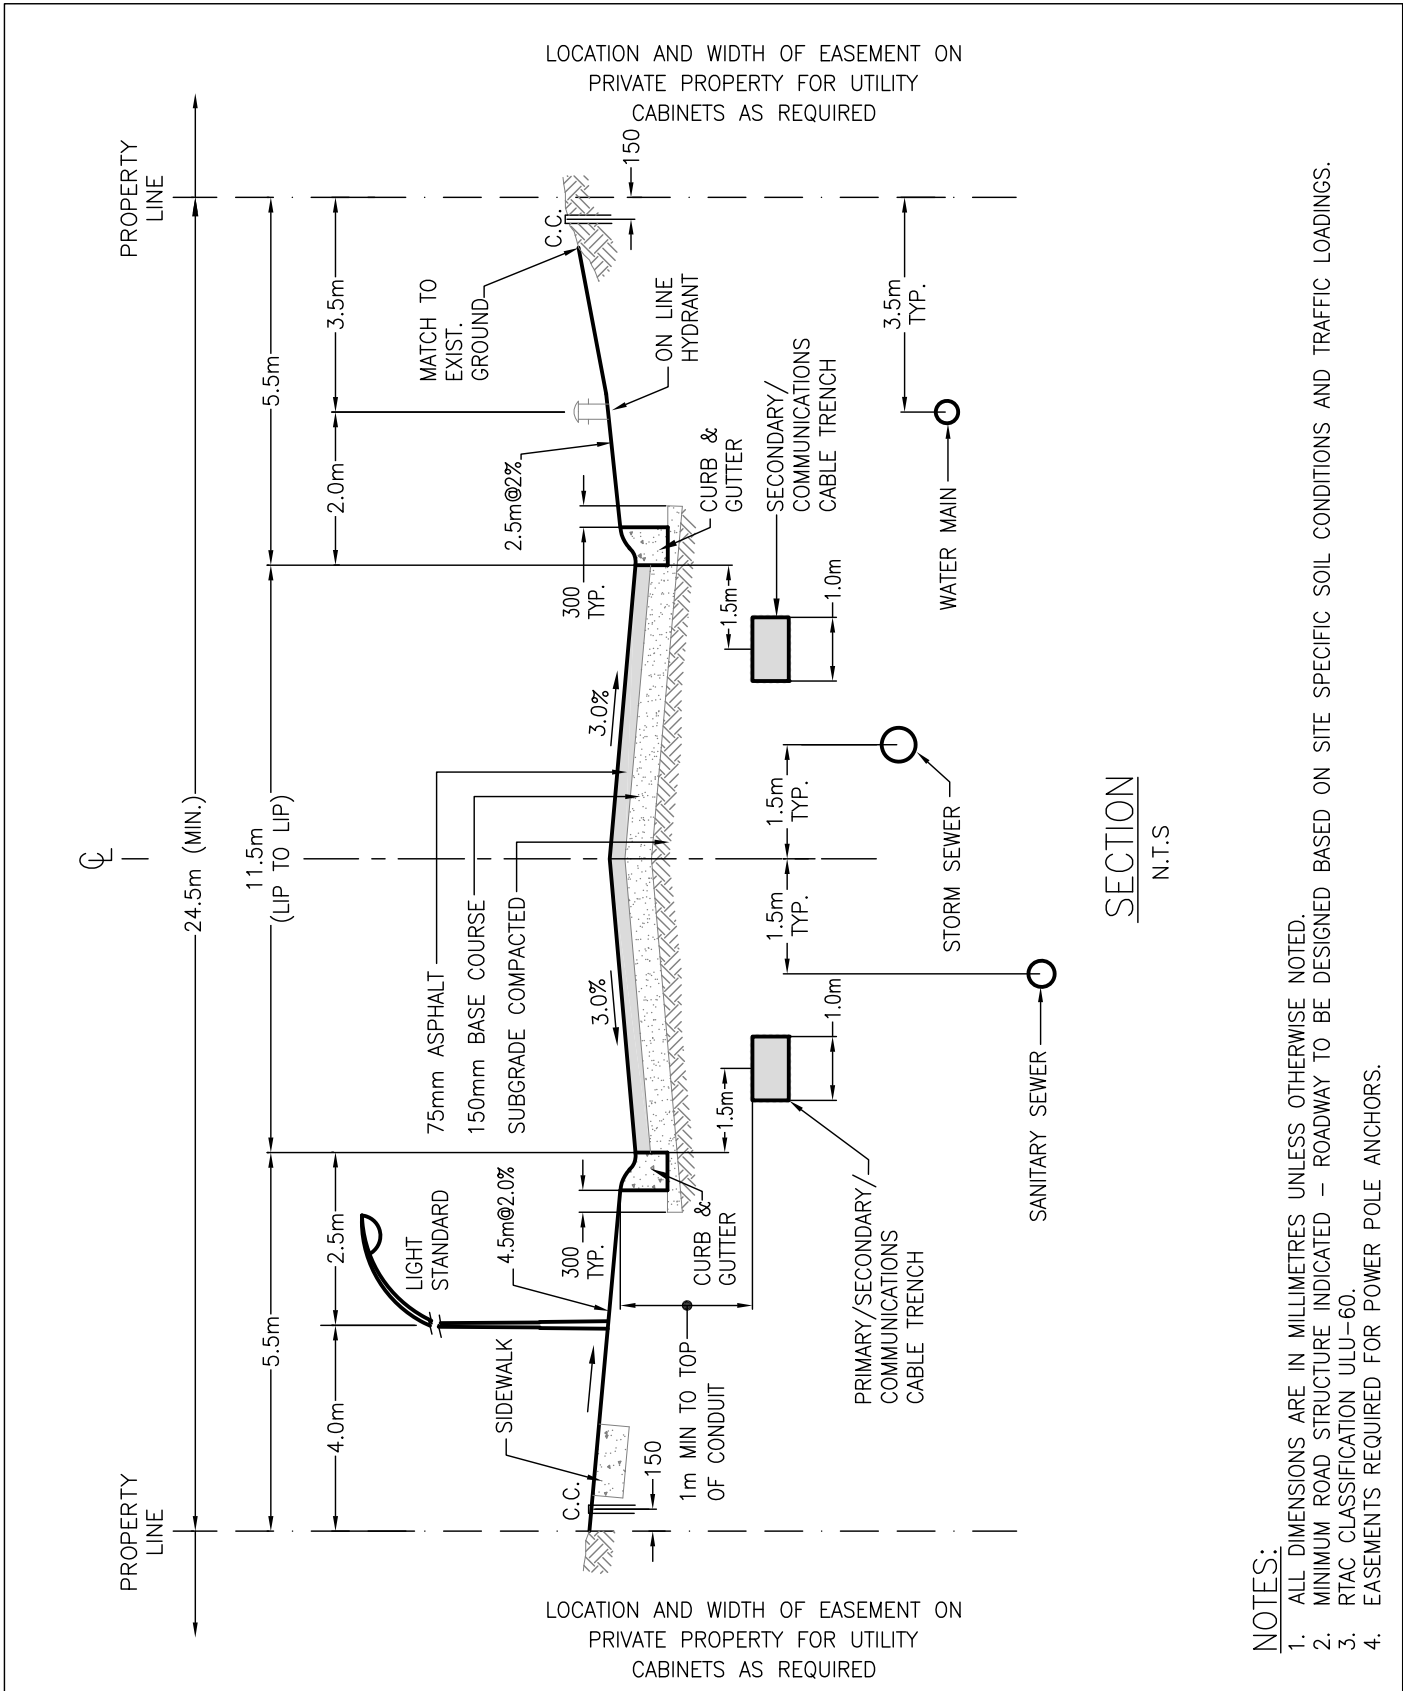 LOCATION AND WIDTH OF EASEMENT ON
PRIVATE PROPERTY FOR UTILITY
CABINETS AS REQUIRED
PROPERTY
LINE
PROPERTY
LINE
℄
24.5m (MIN.)
5.5m
11.5m
(LIP TO LIP)
5.5m
4.0m
2.5m
2.0m
3.5m
LIGHT
STANDARD
75mm ASPHALT
150mm BASE COURSE
SUBGRADE COMPACTED
MATCH TO
EXIST.
GROUND
SIDEWALK
4.5m@2.0%
2.5m@2%
C.C.
C.C.
150
150
300
TYP.
300
TYP.
3.0%
3.0%
ON LINE
HYDRANT
1m MIN TO TOP
OF CONDUIT
CURB &
GUTTER
CURB &
GUTTER
1.5m
1.5m
1.0m
1.0m
1.5m
TYP.
1.5m
TYP.
3.5m
TYP.
PRIMARY/SECONDARY/
COMMUNICATIONS
CABLE TRENCH
SECONDARY/
COMMUNICATIONS
CABLE TRENCH
SANITARY SEWER
STORM SEWER
WATER MAIN
SECTION
N.T.S
LOCATION AND WIDTH OF EASEMENT ON
PRIVATE PROPERTY FOR UTILITY
CABINETS AS REQUIRED
NOTES:
1. ALL DIMENSIONS ARE IN MILLIMETRES UNLESS OTHERWISE NOTED.
2. MINIMUM ROAD STRUCTURE INDICATED – ROADWAY TO BE DESIGNED BASED ON SITE SPECIFIC SOIL CONDITIONS AND TRAFFIC LOADINGS.
3. RTAC CLASSIFICATION ULU-60.
4. EASEMENTS REQUIRED FOR POWER POLE ANCHORS.